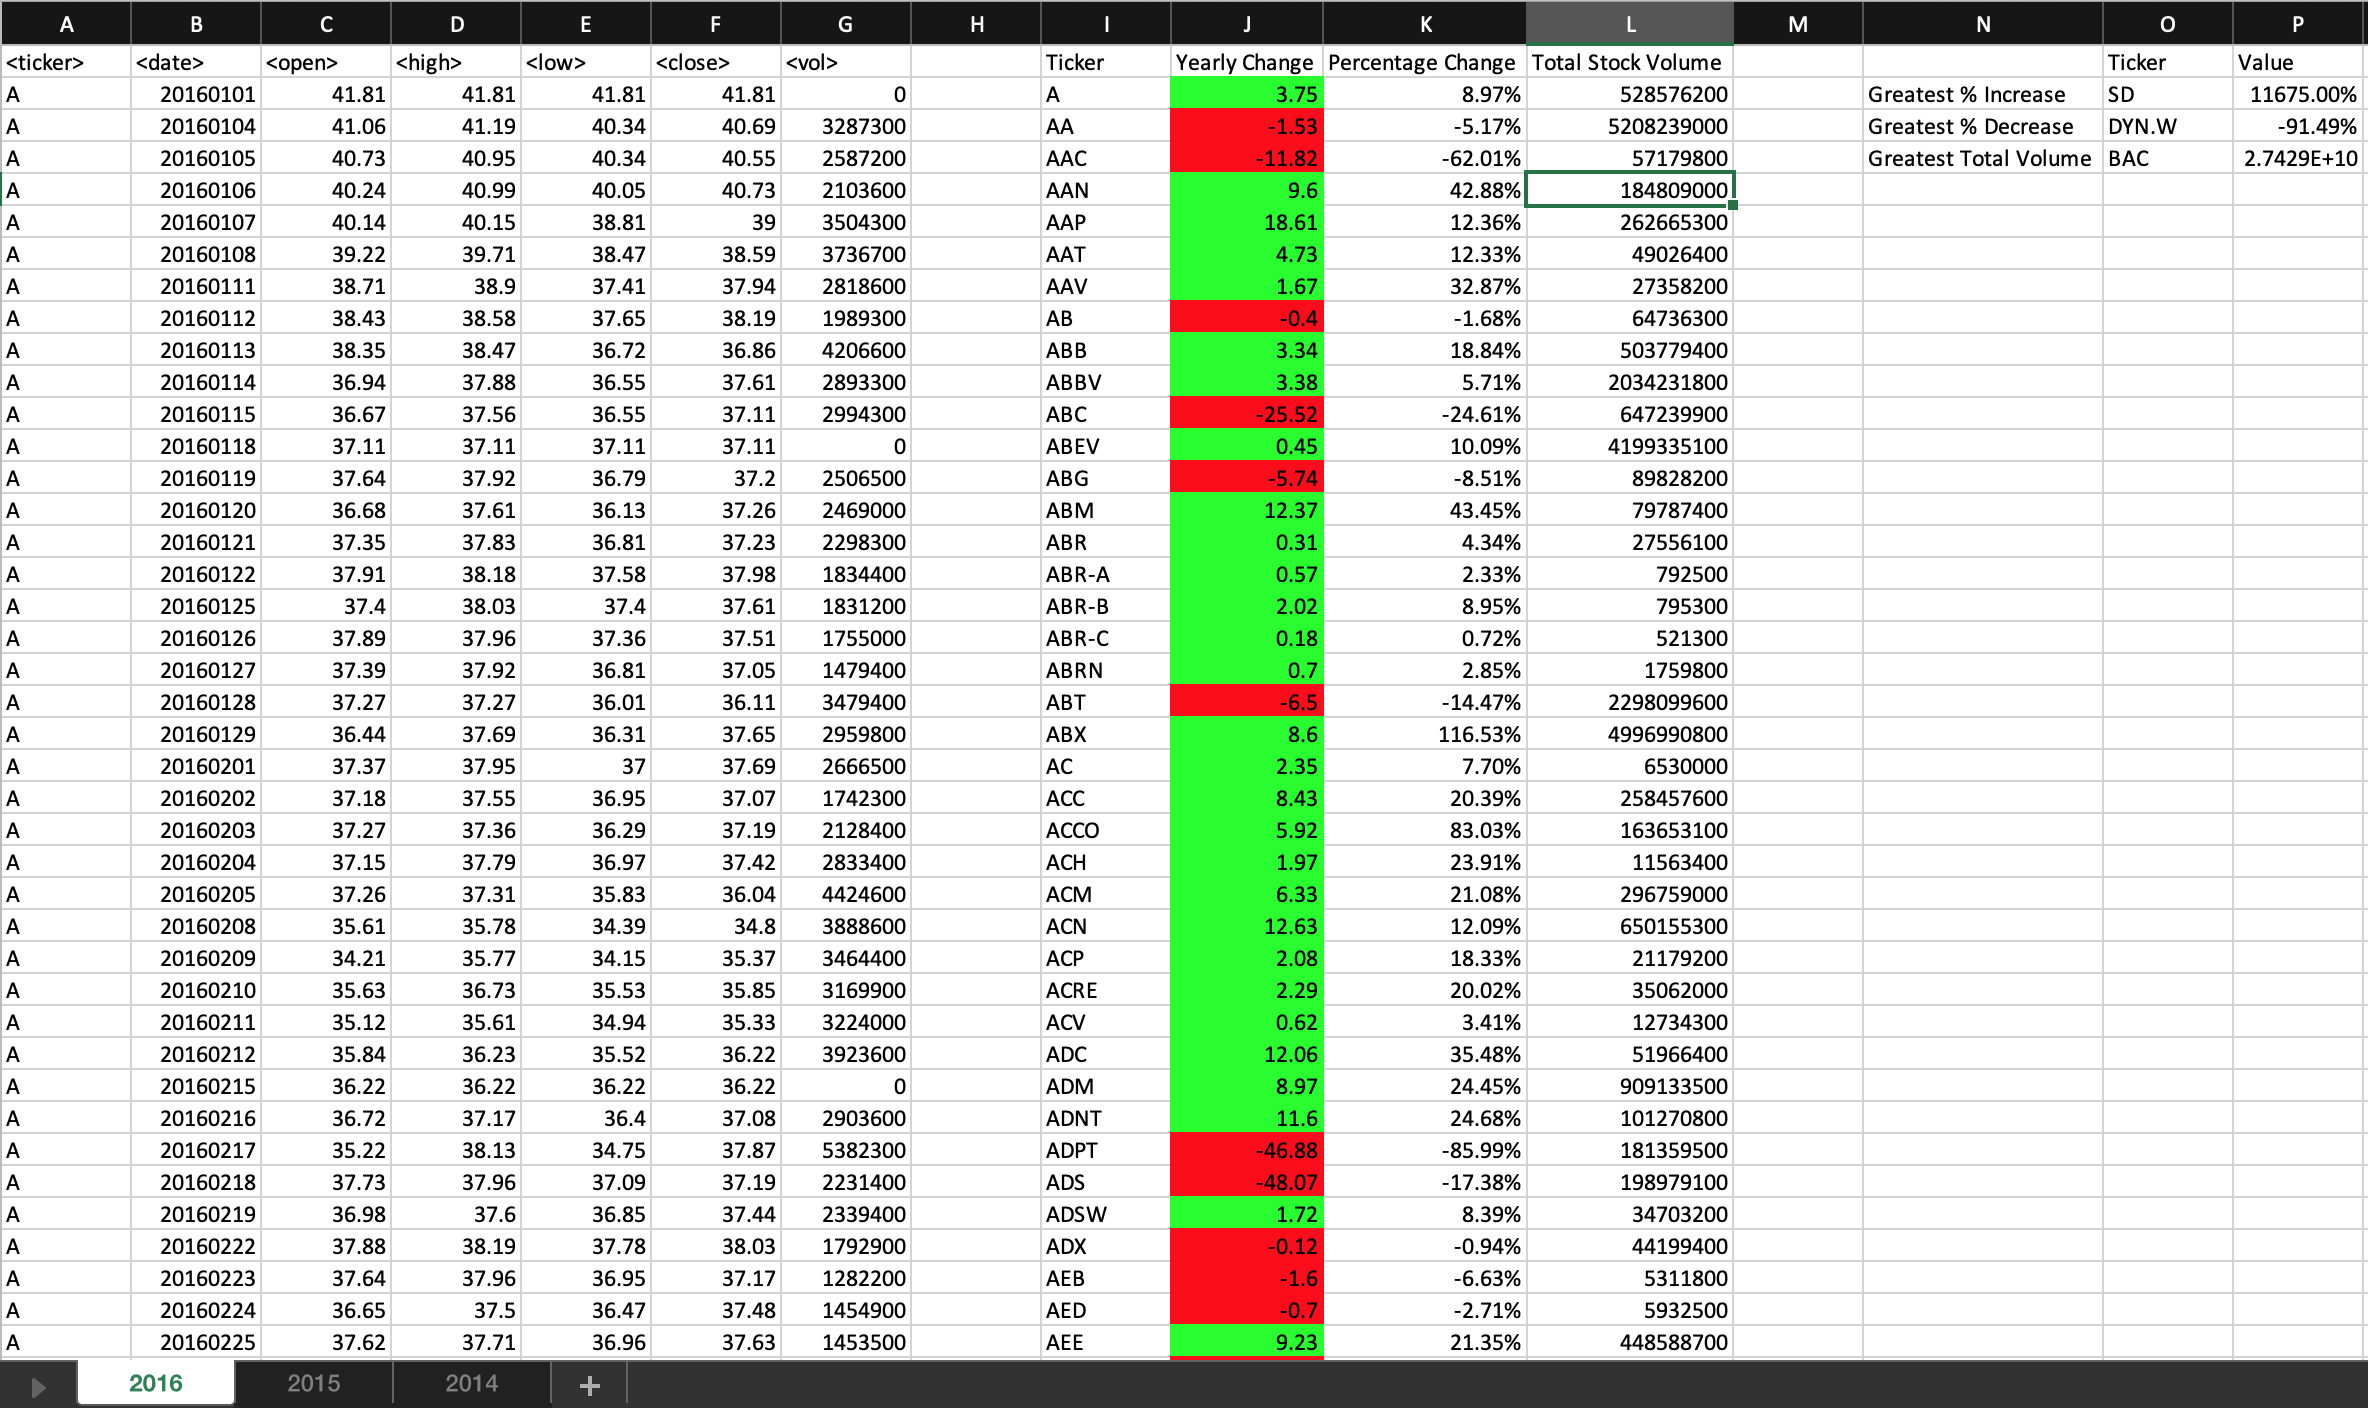 A B C D E F G H I J K L M N O P
<ticker> <date> <open> <high> <low> <close> <vol> Ticker Yearly Change Percentage Change Total Stock Volume Ticker Value
A 20160101 41.81 41.81 41.81 41.81 0 A 3.75 8.97% 528576200 Greatest % Increase SD 11675.00%
A 20160104 41.06 41.19 40.34 40.69 3287300 AA -1.53 -5.17% 5208239000 Greatest % Decrease DYN.W -91.49%
A 20160105 40.73 40.95 40.34 40.55 2587200 AAC -11.82 -62.01% 57179800 Greatest Total Volume BAC 2.7429E+10
A 20160106 40.24 40.99 40.05 40.73 2103600 AAN 9.6 42.88% 184809000
A 20160107 40.14 40.15 38.81 39 3504300 AAP 18.61 12.36% 262665300
A 20160108 39.22 39.71 38.47 38.59 3736700 AAT 4.73 12.33% 49026400
A 20160111 38.71 38.9 37.41 37.94 2818600 AAV 1.67 32.87% 27358200
A 20160112 38.43 38.58 37.65 38.19 1989300 AB -0.4 -1.68% 64736300
A 20160113 38.35 38.47 36.72 36.86 4206600 ABB 3.34 18.84% 503779400
A 20160114 36.94 37.88 36.55 37.61 2893300 ABBV 3.38 5.71% 2034231800
A 20160115 36.67 37.56 36.55 37.11 2994300 ABC -25.52 -24.61% 647239900
A 20160118 37.11 37.11 37.11 37.11 0 ABEV 0.45 10.09% 4199335100
A 20160119 37.64 37.92 36.79 37.2 2506500 ABG -5.74 -8.51% 89828200
A 20160120 36.68 37.61 36.13 37.26 2469000 ABM 12.37 43.45% 79787400
A 20160121 37.35 37.83 36.81 37.23 2298300 ABR 0.31 4.34% 27556100
A 20160122 37.91 38.18 37.58 37.98 1834400 ABR-A 0.57 2.33% 792500
A 20160125 37.4 38.03 37.4 37.61 1831200 ABR-B 2.02 8.95% 795300
A 20160126 37.89 37.96 37.36 37.51 1755000 ABR-C 0.18 0.72% 521300
A 20160127 37.39 37.92 36.81 37.05 1479400 ABRN 0.7 2.85% 1759800
A 20160128 37.27 37.27 36.01 36.11 3479400 ABT -6.5 -14.47% 2298099600
A 20160129 36.44 37.69 36.31 37.65 2959800 ABX 8.6 116.53% 4996990800
A 20160201 37.37 37.95 37 37.69 2666500 AC 2.35 7.70% 6530000
A 20160202 37.18 37.55 36.95 37.07 1742300 ACC 8.43 20.39% 258457600
A 20160203 37.27 37.36 36.29 37.19 2128400 ACCO 5.92 83.03% 163653100
A 20160204 37.15 37.79 36.97 37.42 2833400 ACH 1.97 23.91% 11563400
A 20160205 37.26 37.31 35.83 36.04 4424600 ACM 6.33 21.08% 296759000
A 20160208 35.61 35.78 34.39 34.8 3888600 ACN 12.63 12.09% 650155300
A 20160209 34.21 35.77 34.15 35.37 3464400 ACP 2.08 18.33% 21179200
A 20160210 35.63 36.73 35.53 35.85 3169900 ACRE 2.29 20.02% 35062000
A 20160211 35.12 35.61 34.94 35.33 3224000 ACV 0.62 3.41% 12734300
A 20160212 35.84 36.23 35.52 36.22 3923600 ADC 12.06 35.48% 51966400
A 20160215 36.22 36.22 36.22 36.22 0 ADM 8.97 24.45% 909133500
A 20160216 36.72 37.17 36.4 37.08 2903600 ADNT 11.6 24.68% 101270800
A 20160217 35.22 38.13 34.75 37.87 5382300 ADPT -46.88 -85.99% 181359500
A 20160218 37.73 37.96 37.09 37.19 2231400 ADS -48.07 -17.38% 198979100
A 20160219 36.98 37.6 36.85 37.44 2339400 ADSW 1.72 8.39% 34703200
A 20160222 37.88 38.19 37.78 38.03 1792900 ADX -0.12 -0.94% 44199400
A 20160223 37.64 37.96 36.95 37.17 1282200 AEB -1.6 -6.63% 5311800
A 20160224 36.65 37.5 36.47 37.48 1454900 AED -0.7 -2.71% 5932500
A 20160225 37.62 37.71 36.96 37.63 1453500 AEE 9.23 21.35% 448588700
2016 2015 2014 +